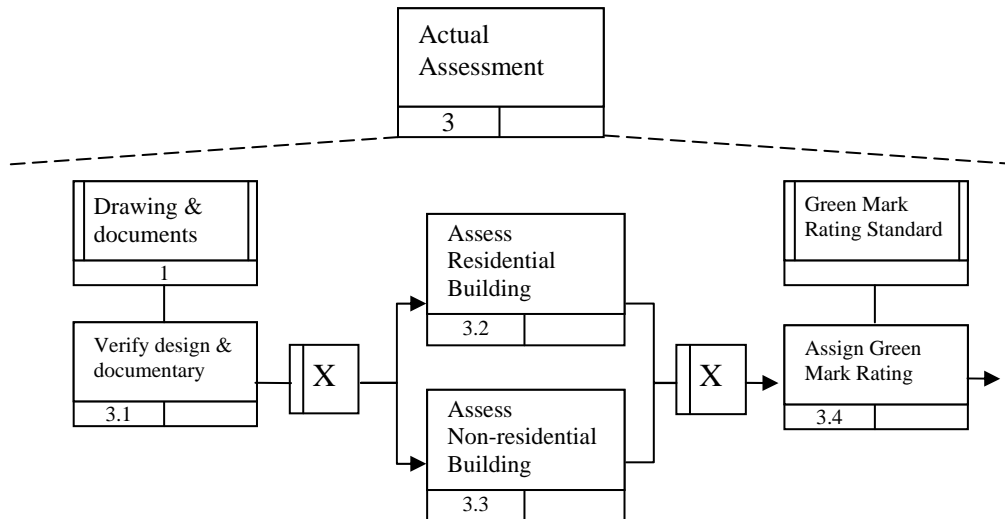 Actual
Assessment
3
Drawing &
documents
1
Green Mark
Rating Standard
Assess
Residential
Building
3.2
Verify design &
documentary
3.1
X
X
Assign Green
Mark Rating
3.4
Assess
Non-residential
Building
3.3